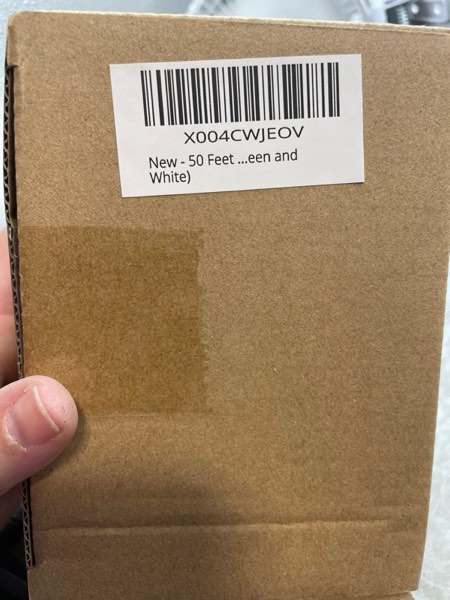 X004CWJEOV
New - 50 Feet ...een and
White)